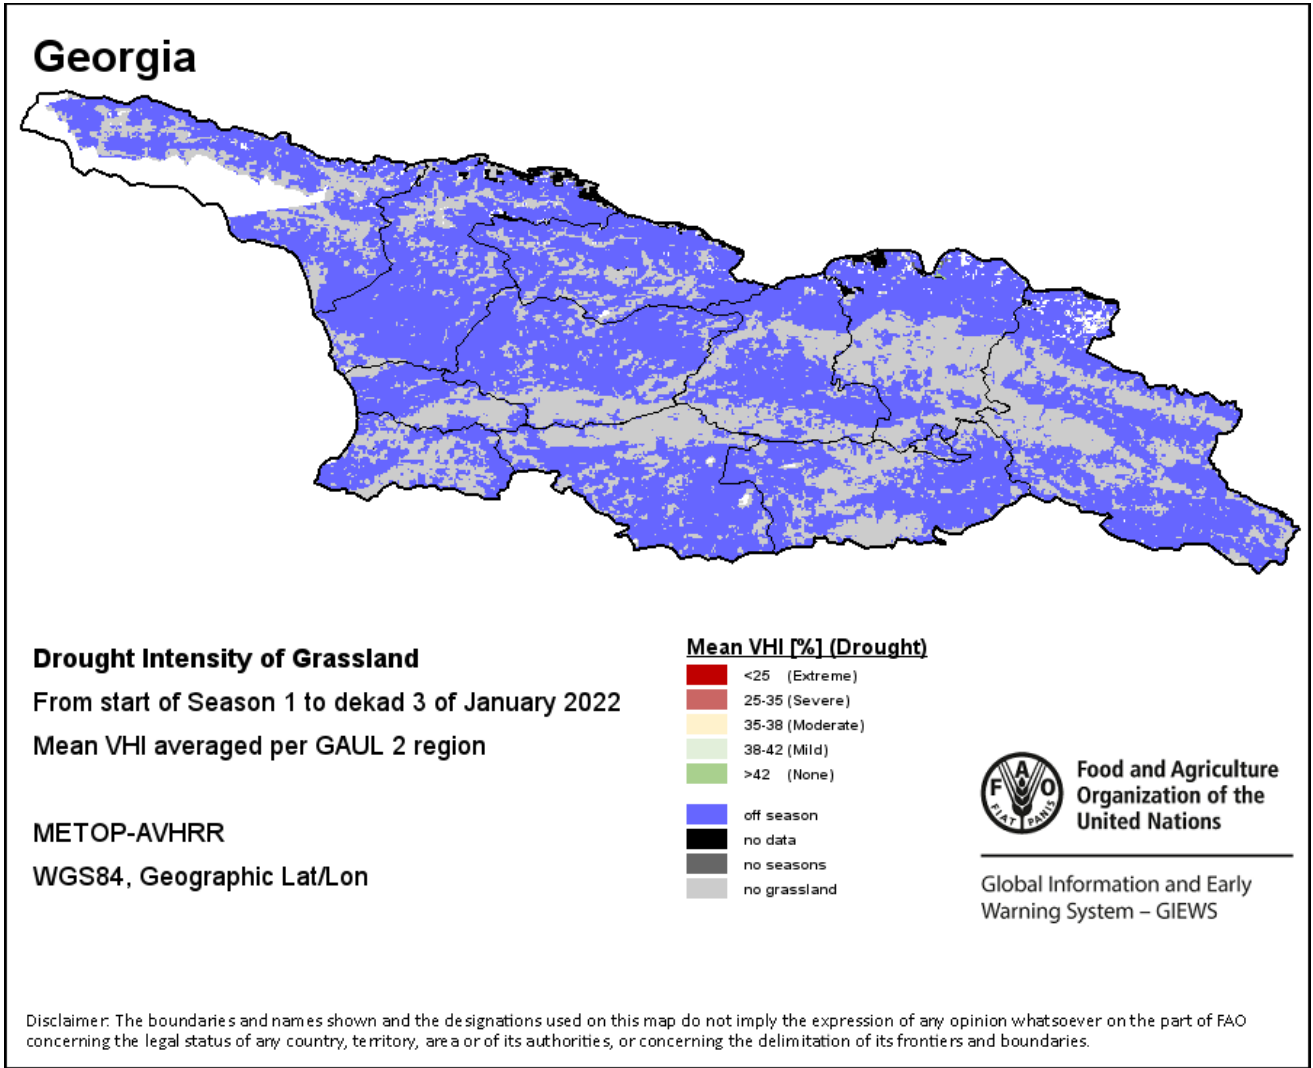 Georgia
Drought Intensity of Grassland
From start of Season 1 to dekad 3 of January 2022
Mean VHI averaged per GAUL 2 region
METOP-AVHRR
WGS84, Geographic Lat/Lon
Mean VHI [%] (Drought)
<25 (Extreme)
25-35 (Severe)
35-38 (Moderate)
38-42 (Mild)
>42 (None)
off season
no data
no seasons
no grassland
F A O
FIAT PANIS
Food and Agriculture
Organization of the
United Nations
Global Information and Early
Warning System – GIEWS
Disclaimer: The boundaries and names shown and the designations used on this map do not imply the expression of any opinion whatsoever on the part of FAO
concerning the legal status of any country, territory, area or of its authorities, or concerning the delimitation of its frontiers and boundaries.